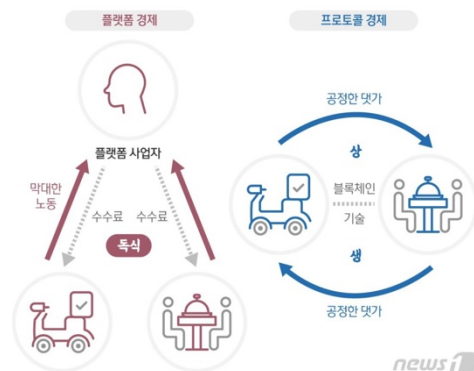 플랫폼 경제
플랫폼 사업자
막대한
노동
수수료 수수료
독식
프로토콜 경제
공정한 댓가
상
블록체인
기술
생
공정한 댓가
news1